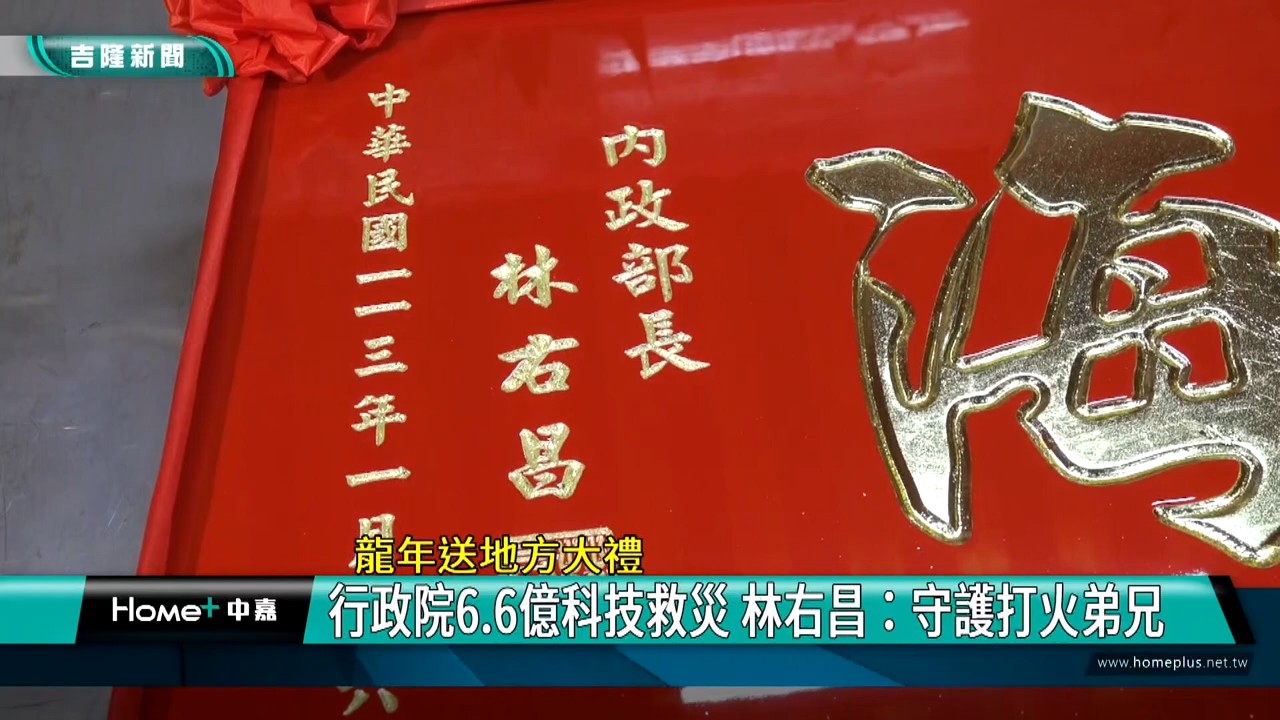 吉隆新聞
內政部長
林右昌
中華民國一一三年一月
龍年送地方大禮
Home+中嘉
行政院6.6億科技救災 林右昌：守護打火弟兄
www.homeplus.net.tw